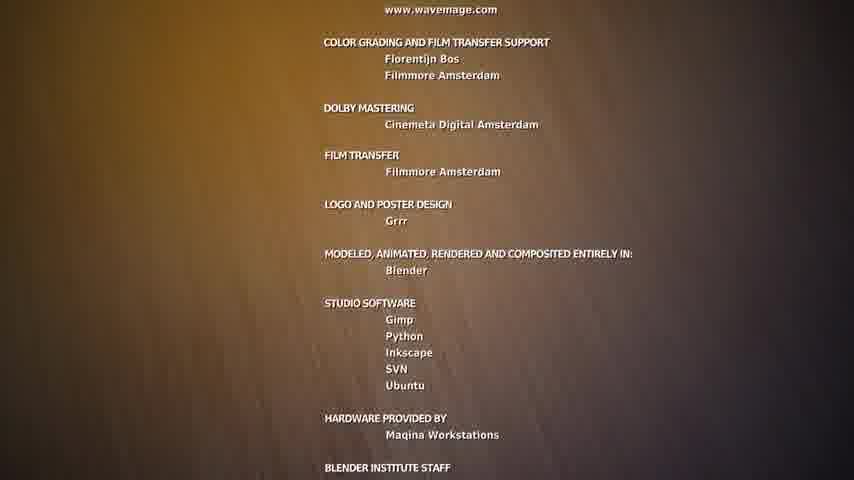 www.wavemage.com
COLOR GRADING AND FILM TRANSFER SUPPORT
Florentijn Bos
Filmmore Amsterdam
DOLBY MASTERING
Cinemeta Digital Amsterdam
FILM TRANSFER
Filmmore Amsterdam
LOGO AND POSTER DESIGN
Grrr
MODELED, ANIMATED, RENDERED AND COMPOSITED ENTIRELY IN:
Blender
STUDIO SOFTWARE
Gimp
Python
Inkscape
SVN
Ubuntu
HARDWARE PROVIDED BY
Maqina Workstations
BLENDER INSTITUTE STAFF